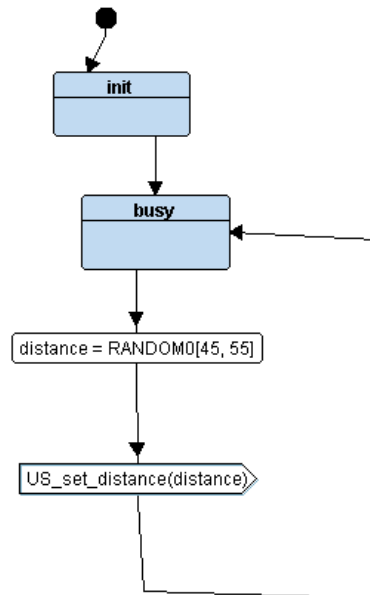 init
busy
distance = RANDOM0[45, 55]
US_set_distance(distance)